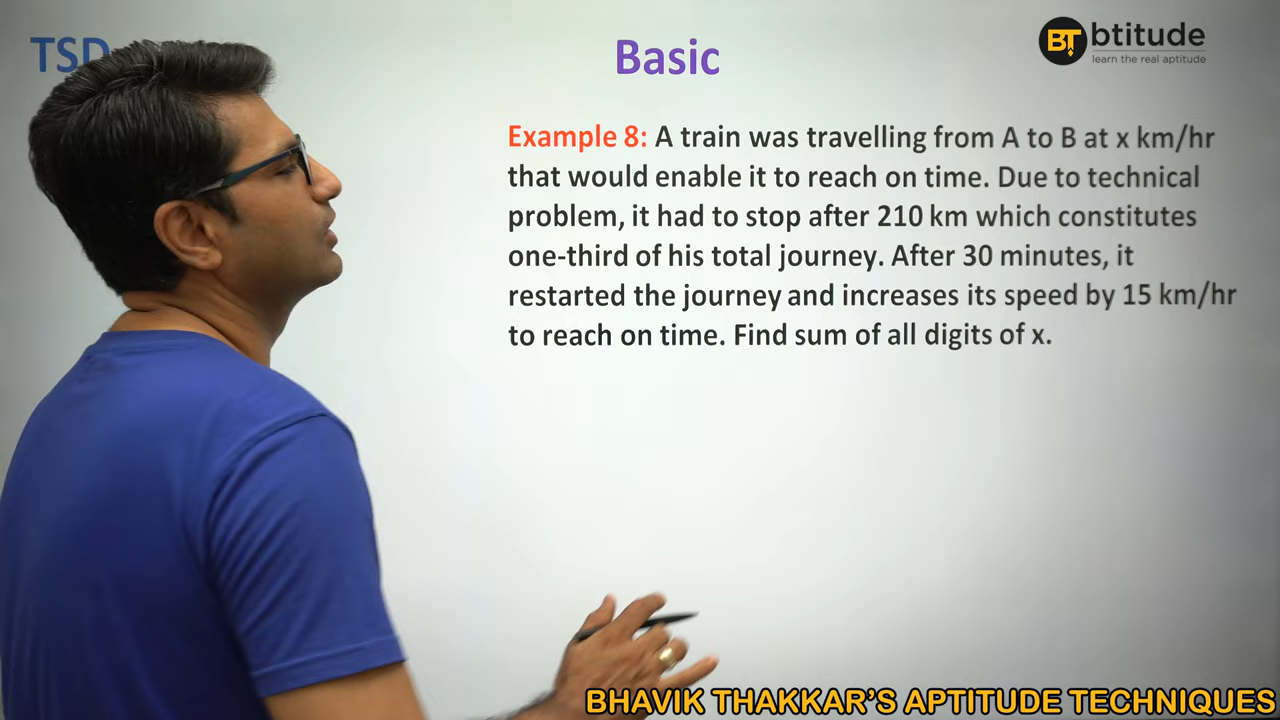 TSD
Basic
BT btitude
learn the real aptitude
Example 8: A train was travelling from A to B at x km/hr
that would enable it to reach on time. Due to technical
problem, it had to stop after 210 km which constitutes
one-third of his total journey. After 30 minutes, it
restarted the journey and increases its speed by 15 km/hr
to reach on time. Find sum of all digits of x.
BHAVIK THAKKAR'S APTITUDE TECHNIQUES